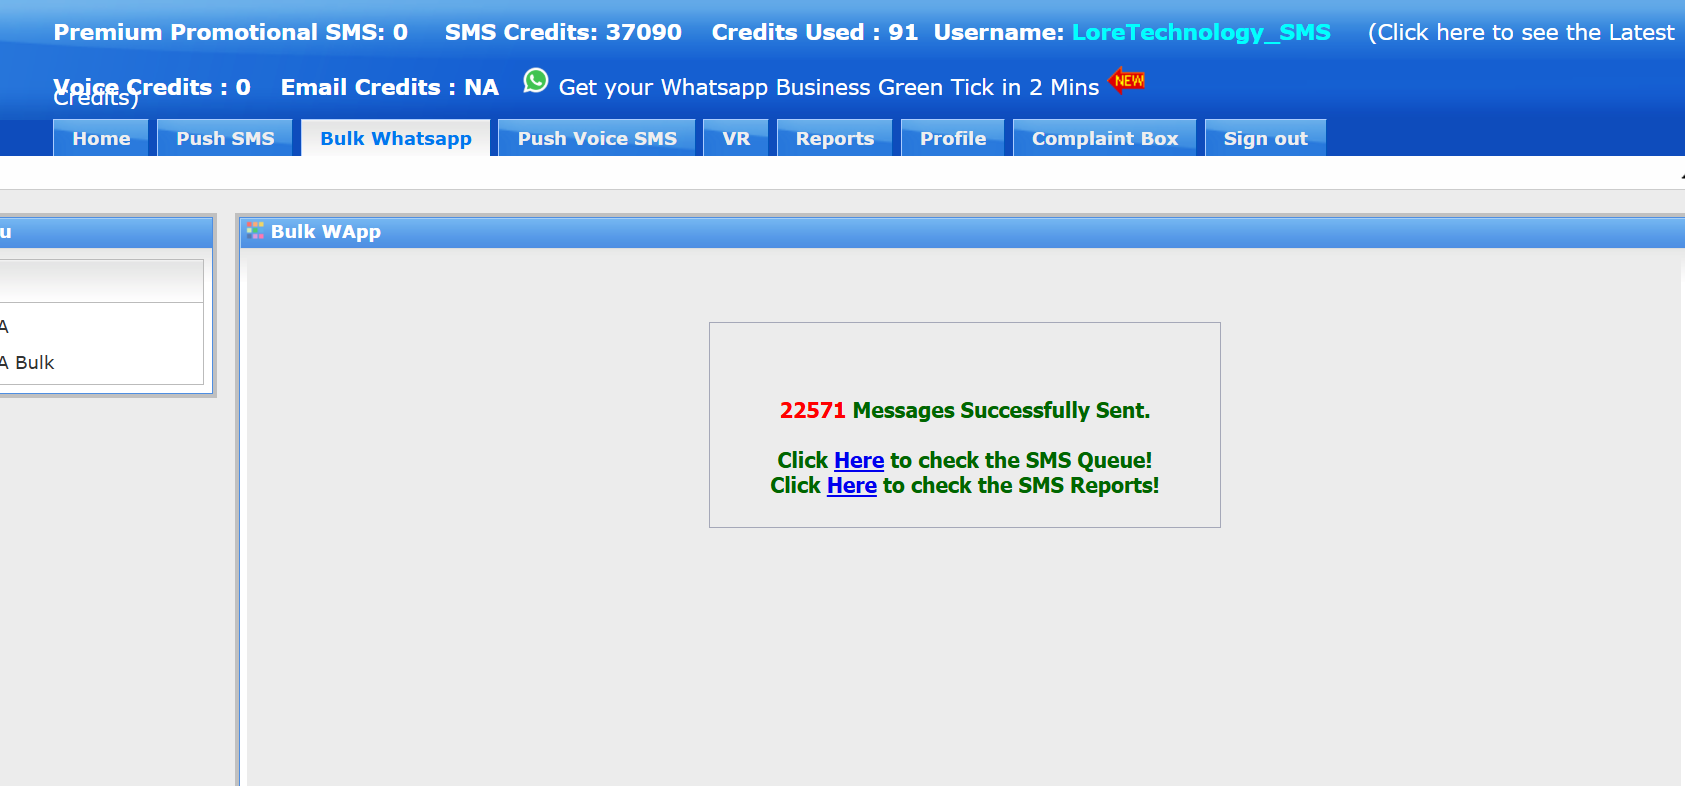 Premium Promotional SMS: 0 SMS Credits: 37090 Credits Used : 91 Username: LoreTechnology_SMS (Click here to see the Latest
Credits)
Voice Credits : 0 Email Credits : NA Get your Whatsapp Business Green Tick in 2 Mins NEW
Home Push SMS Bulk Whatsapp Push Voice SMS VR Reports Profile Complaint Box Sign out
u
Bulk WApp
A
A Bulk
22571 Messages Successfully Sent.
Click Here to check the SMS Queue!
Click Here to check the SMS Reports!